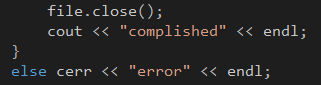 file.close();
cout << "complished" << endl;
}
else cerr << "error" << endl;